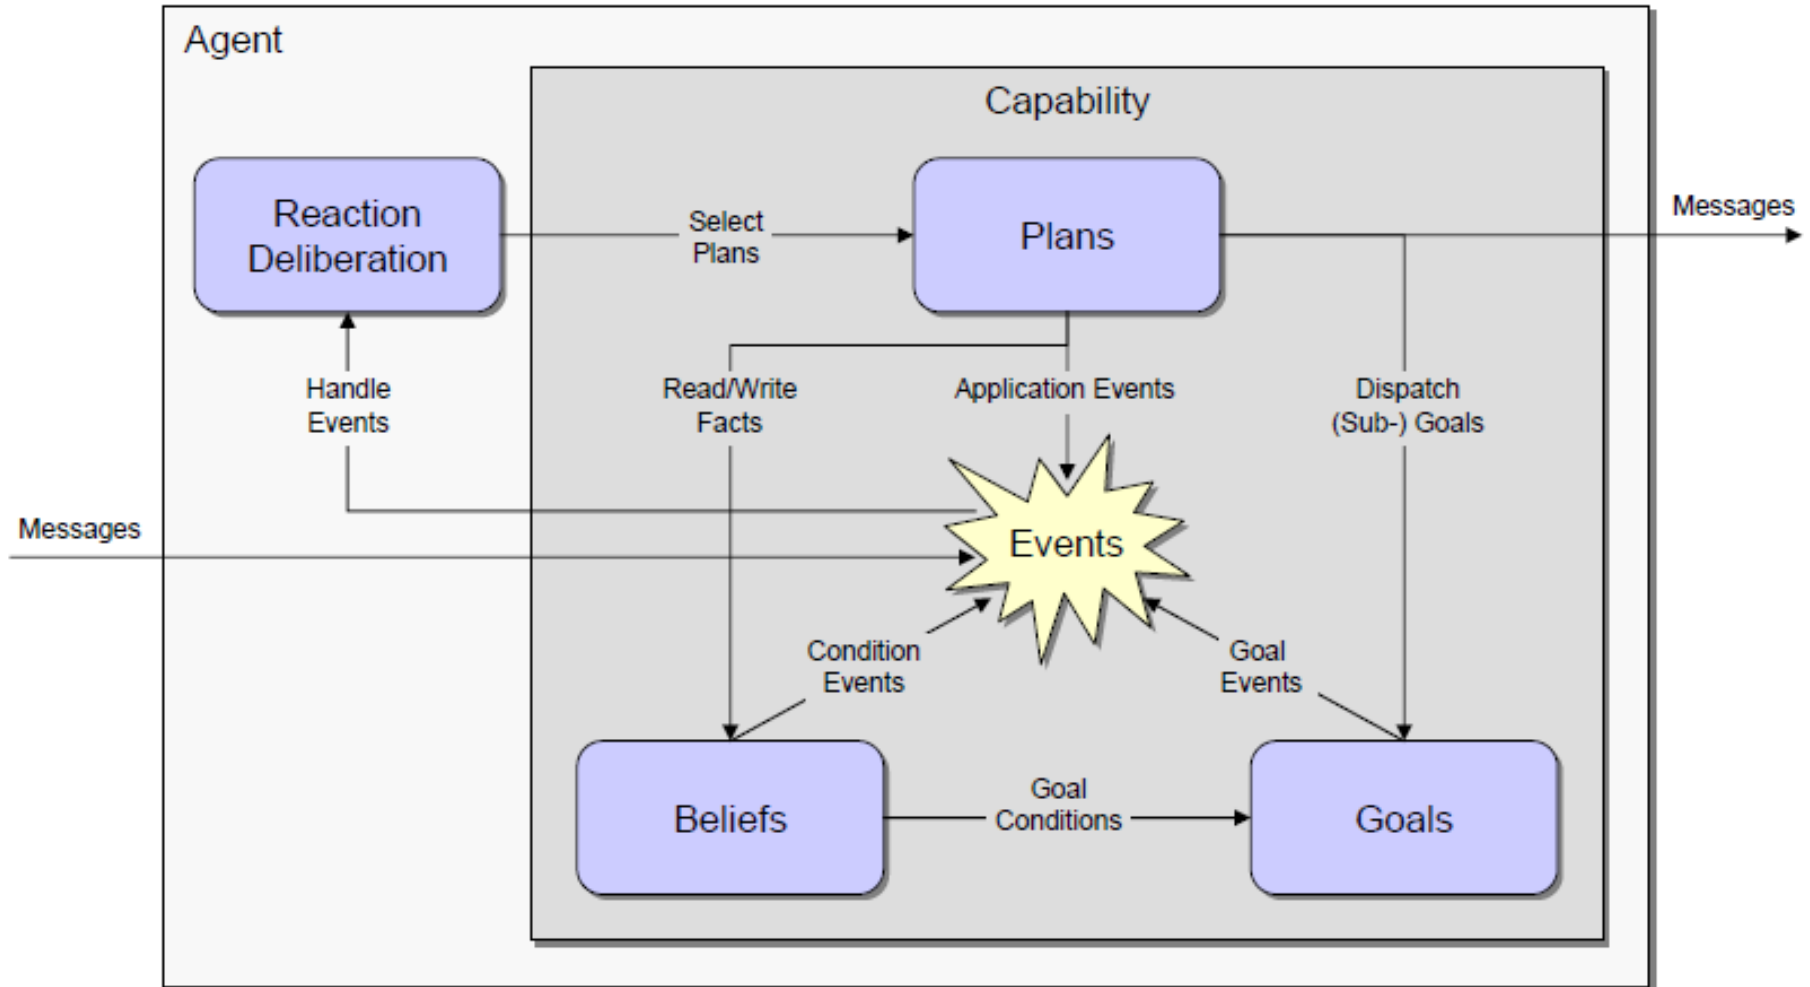 Agent
Capability
Reaction
Deliberation
Select
Plans
Plans
Messages
Handle
Events
Read/Write
Facts
Application Events
Dispatch
(Sub-) Goals
Messages
Events
Condition
Events
Goal
Events
Beliefs
Goal
Conditions
Goals